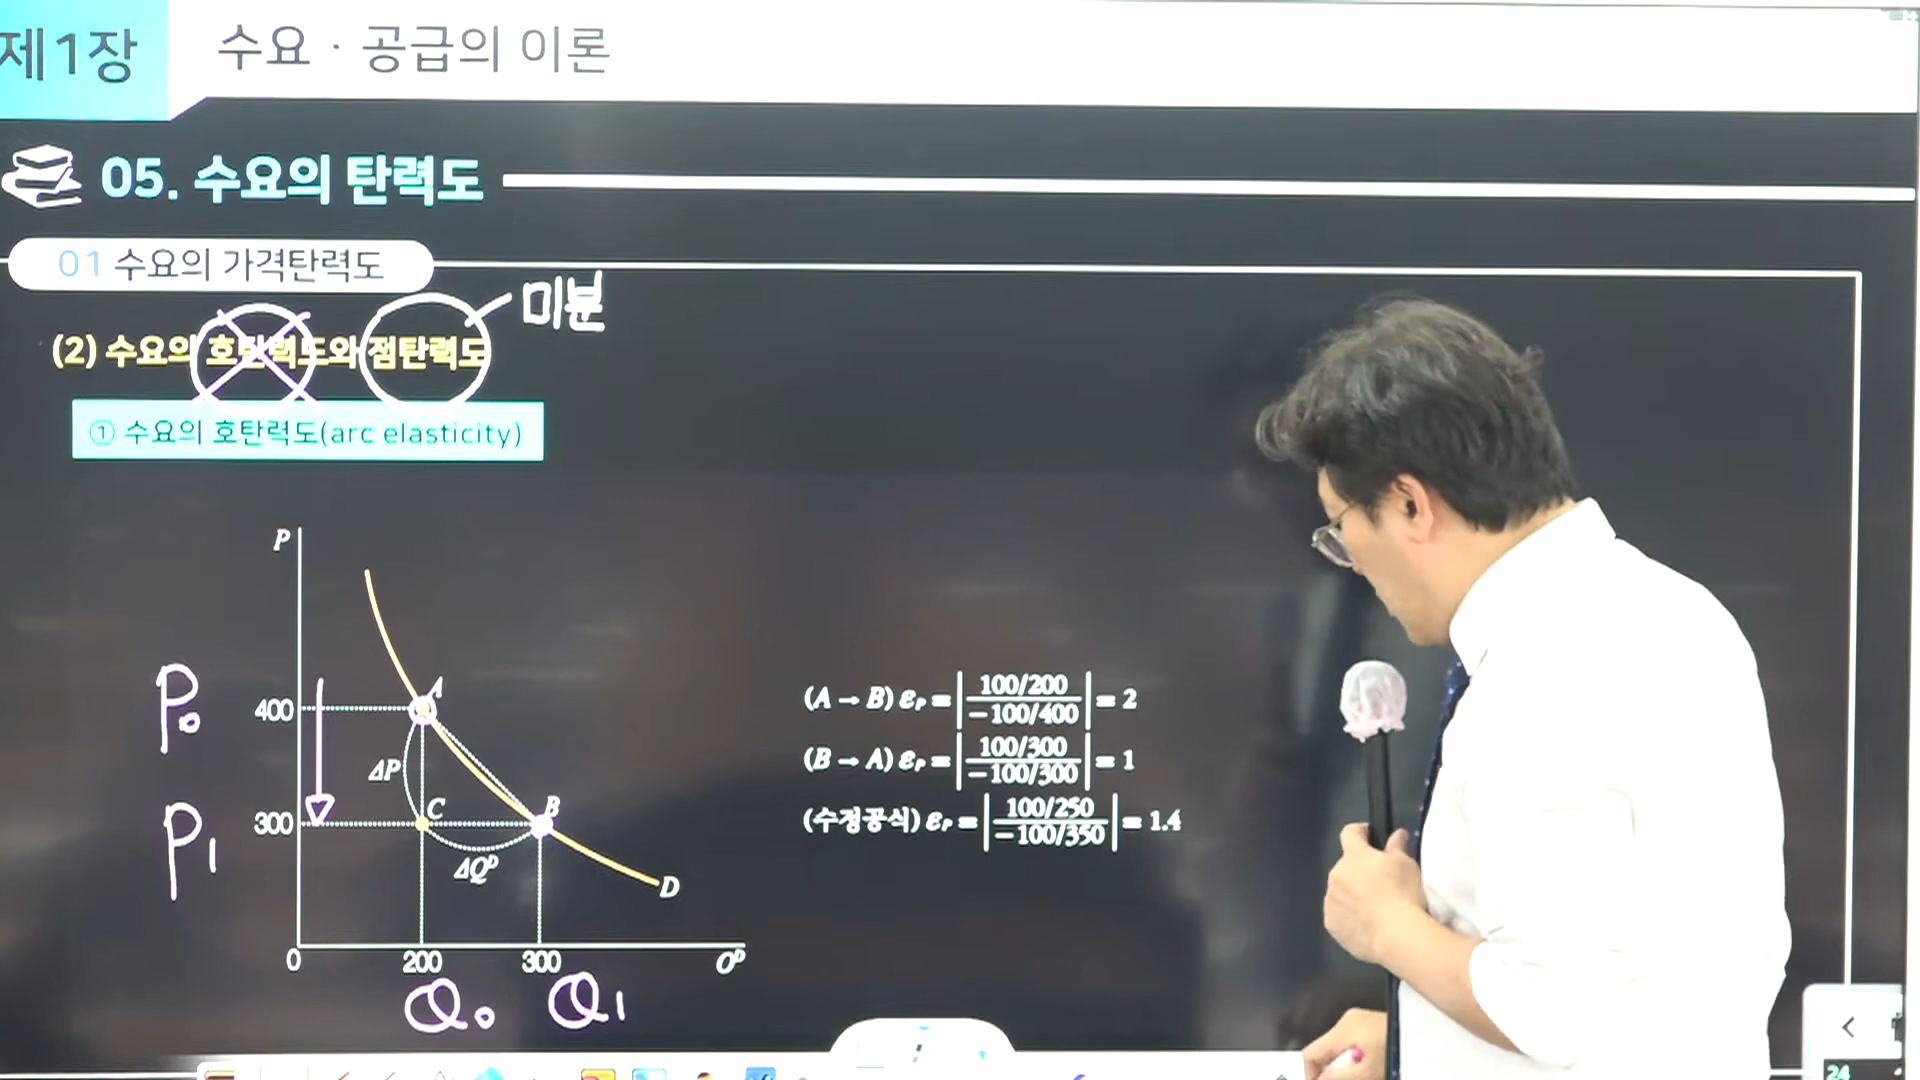 제1장
수요 · 공급의 이론
05. 수요의 탄력도
01 수요의 가격탄력도
미분
(2) 수요의 호탄력도와 점탄력도
① 수요의 호탄력도(arc elasticity)
P
A
P₀
400
ΔP
P₁
300
C
B
ΔQᴰ
D
0
200
300
Qᴰ
Q₀
Q₁
(A → B) εₚ = | 100/200 / −100/400 | = 2
(B → A) εₚ = | 100/300 / −100/300 | = 1
(수정공식) εₚ = | 100/250 / −100/350 | = 1.4
24